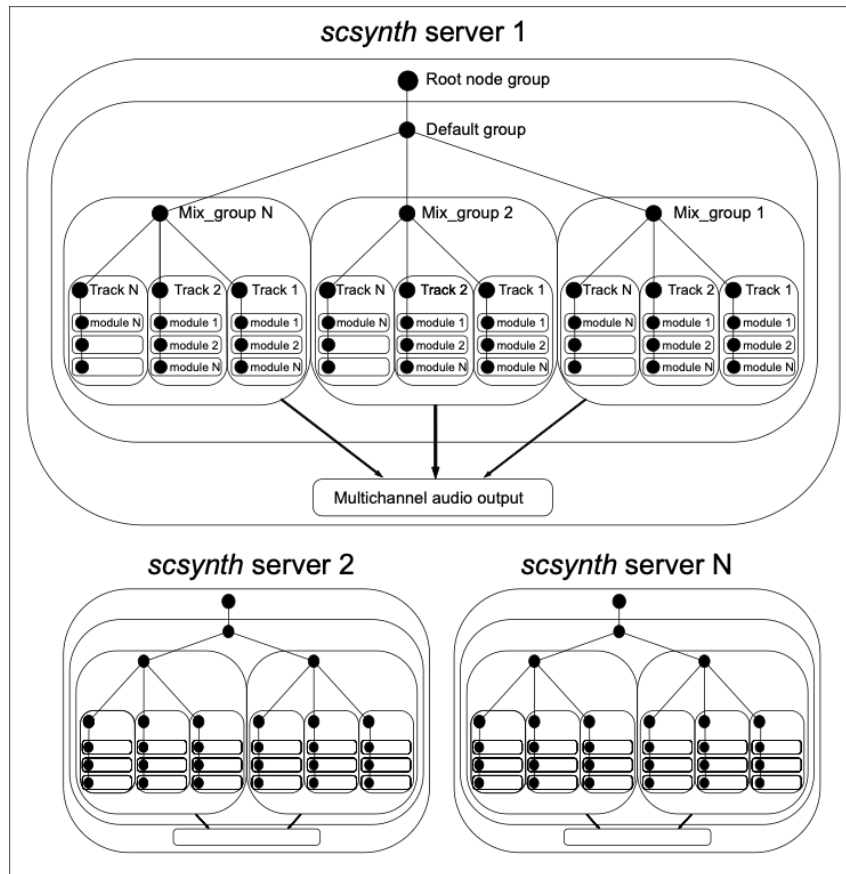 scsynth server 1
Root node group
Default group
Mix_group N
Mix_group 2
Mix_group 1
Track N
Track 2
Track 1
Track N
Track 2
Track 1
Track N
Track 2
Track 1
module N
module 1
module 1
module N
module 1
module 1
module N
module 1
module 1
module 2
module 2
module 2
module 2
module 2
module 2
module N
module N
module N
module N
module N
module N
Multichannel audio output
scsynth server 2
scsynth server N